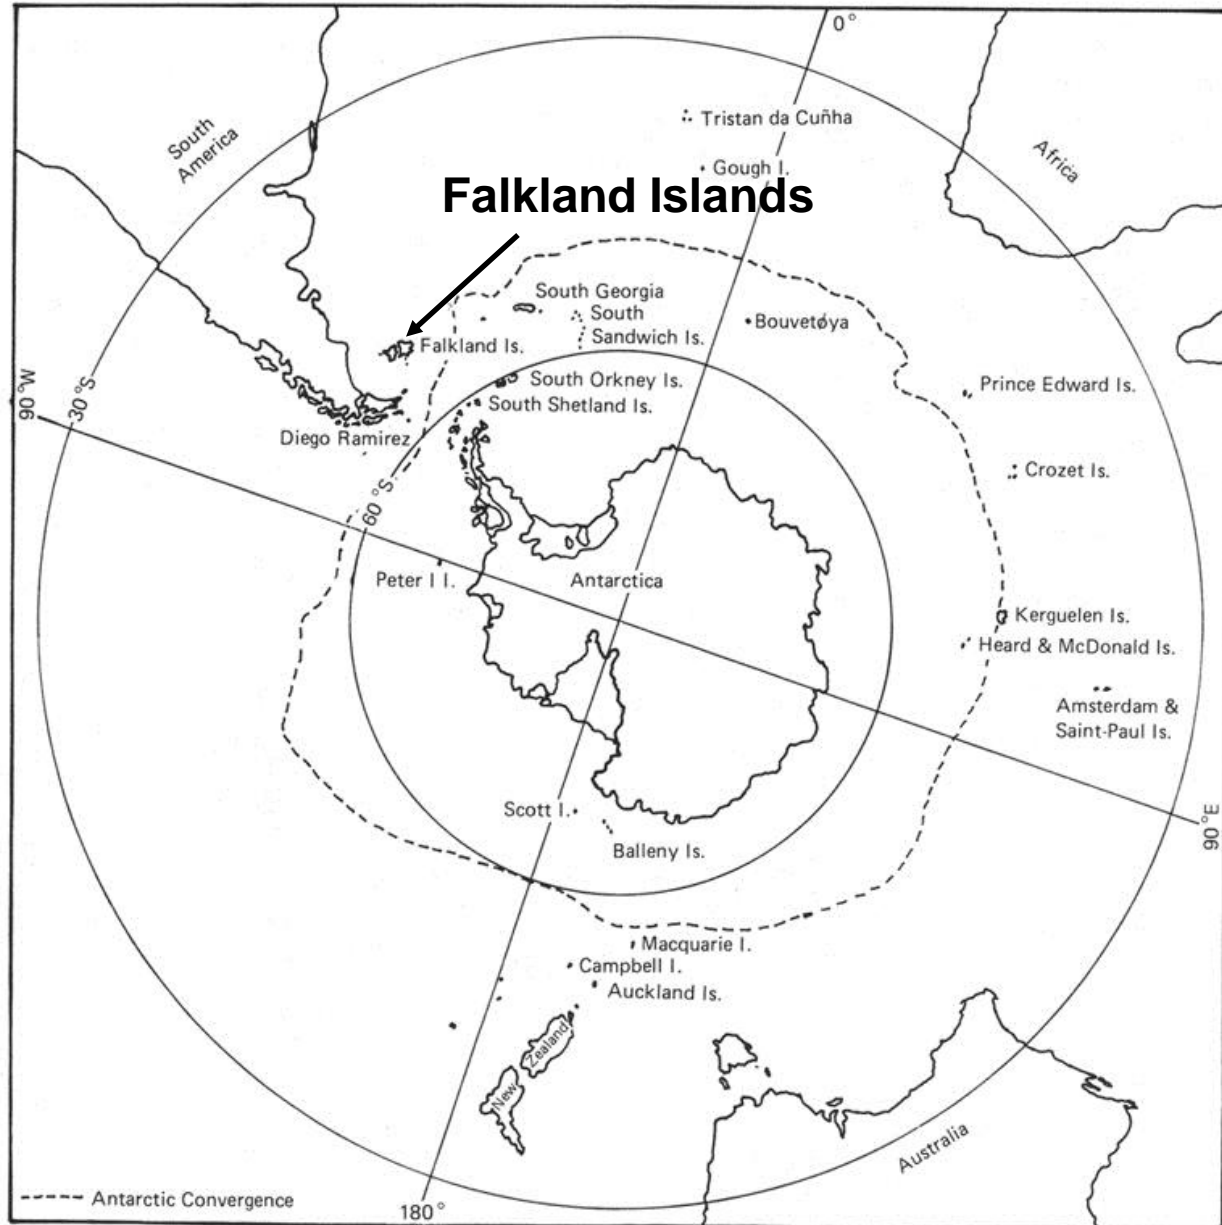 0°
Tristan da Cuñha
South
America
Africa
Gough I.
Falkland Islands
South Georgia
South
Sandwich Is.
Bouvetøya
Falkland Is.
South Orkney Is.
Prince Edward Is.
90°W
30°S
South Shetland Is.
Diego Ramirez
Crozet Is.
60°S
Peter I I.
Antarctica
Kerguelen Is.
Heard & McDonald Is.
Amsterdam &
Saint-Paul Is.
Scott I.
90°E
Balleny Is.
Macquarie I.
Campbell I.
Auckland Is.
New Zealand
Australia
Antarctic Convergence
180°